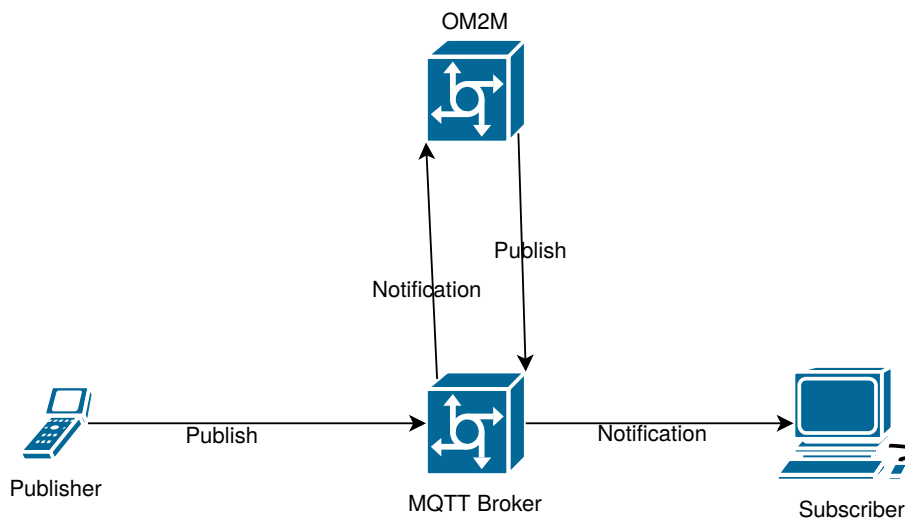 OM2M
Publish
Notification
Publish
Notification
Publisher
MQTT Broker
Subscriber